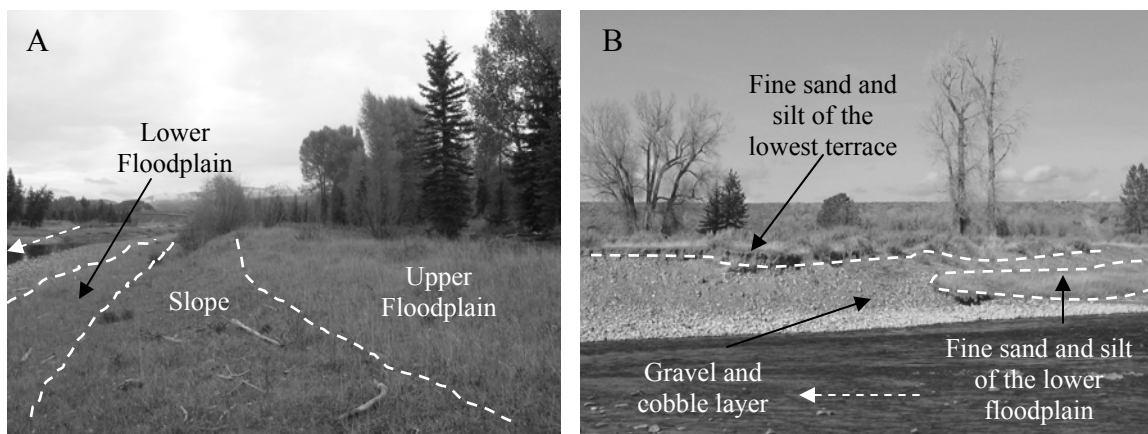 A
Lower
Floodplain
Slope
Upper
Floodplain
B
Fine sand and
silt of the
lowest terrace
Gravel and
cobble layer
Fine sand and silt
of the lower
floodplain